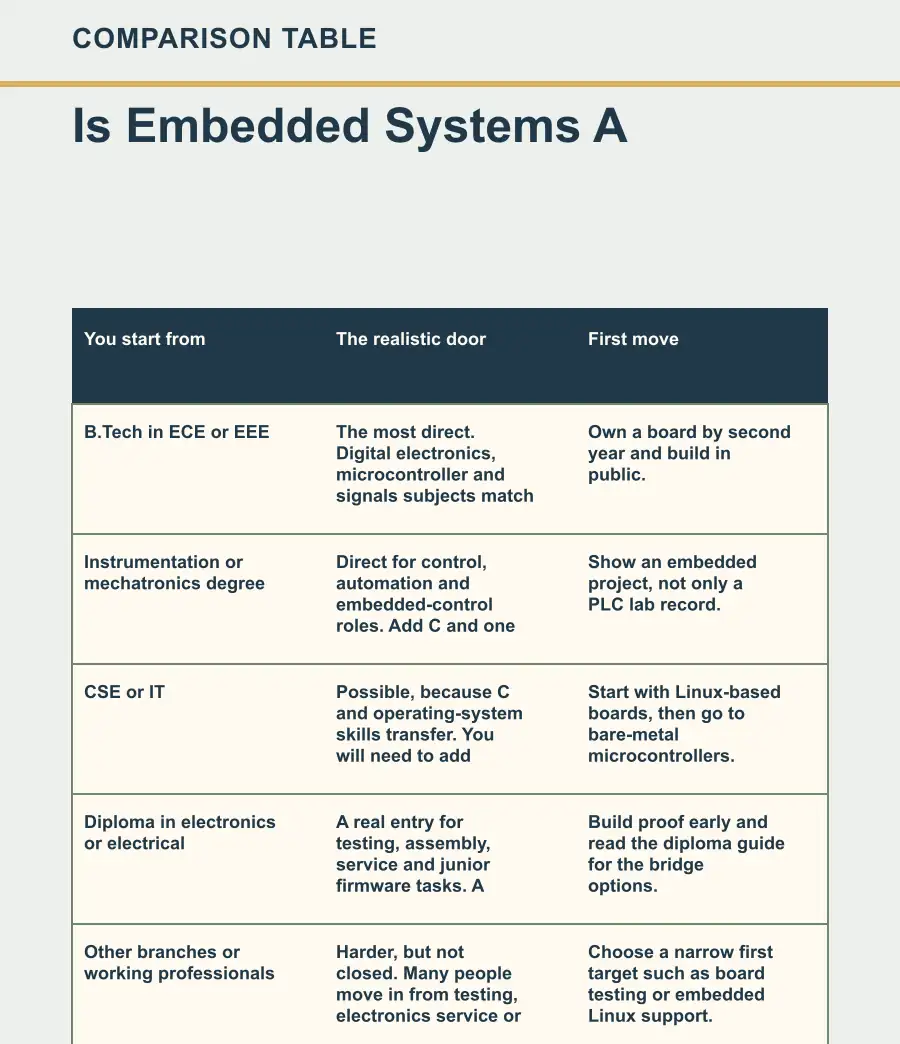 COMPARISON TABLE
Is Embedded Systems A
You start from
The realistic door
First move
B.Tech in ECE or EEE
The most direct.
Digital electronics,
microcontroller and
signals subjects match
Own a board by second
year and build in
public.
Instrumentation or
mechatronics degree
Direct for control,
automation and
embedded-control
roles. Add C and one
Show an embedded
project, not only a
PLC lab record.
CSE or IT
Possible, because C
and operating-system
skills transfer. You
will need to add
Start with Linux-based
boards, then go to
bare-metal
microcontrollers.
Diploma in electronics
or electrical
A real entry for
testing, assembly,
service and junior
firmware tasks. A
Build proof early and
read the diploma guide
for the bridge
options.
Other branches or
working professionals
Harder, but not
closed. Many people
move in from testing,
electronics service or
Choose a narrow first
target such as board
testing or embedded
Linux support.